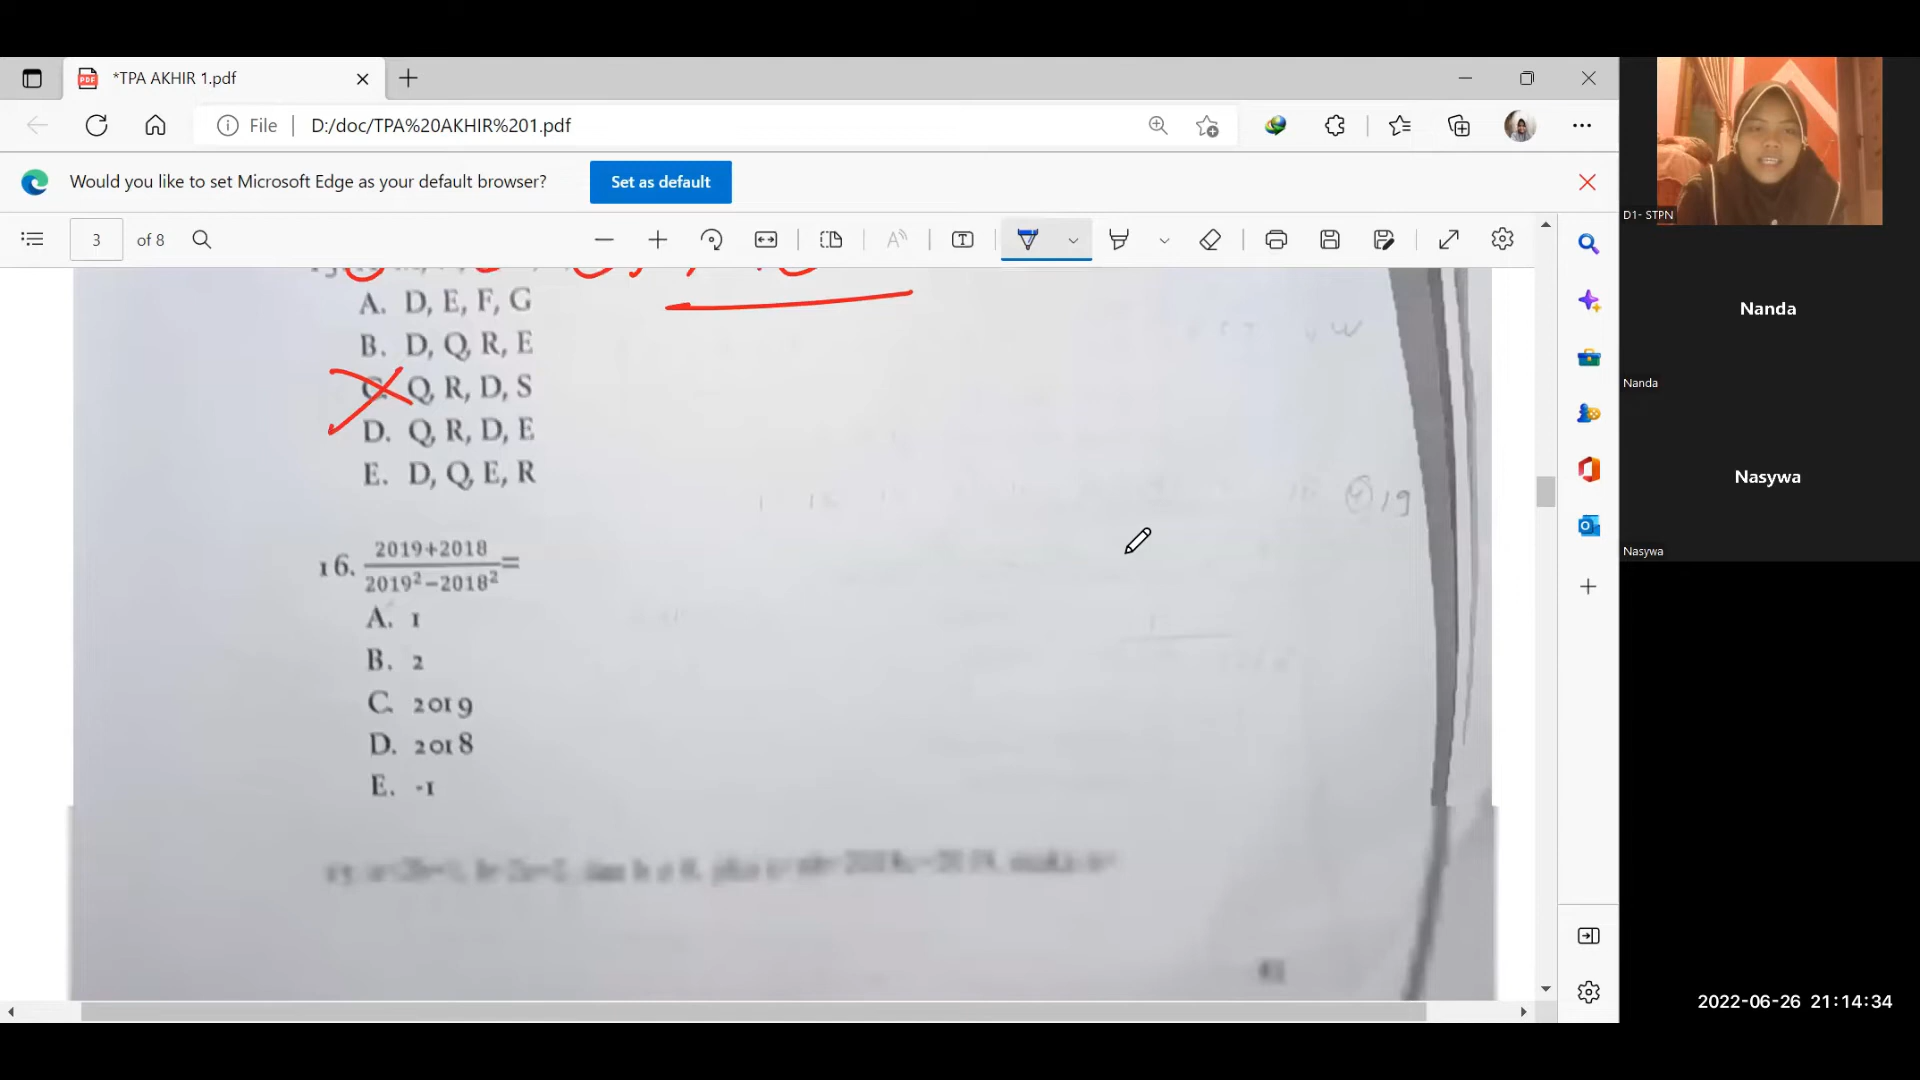 *TPA AKHIR 1.pdf
File
D:/doc/TPA%20AKHIR%201.pdf
Would you like to set Microsoft Edge as your default browser?
Set as default
3
of 8
A. D, E, F, G
B. D, Q, R, E
C. Q, R, D, S
D. Q, R, D, E
E. D, Q, E, R
16. 2019+2018
2019²−2018² =
A. 1
B. 2
C. 2019
D. 2018
E. -1
D1- STPN
Nanda
Nanda
Nasywa
Nasywa
2022-06-26 21:14:34